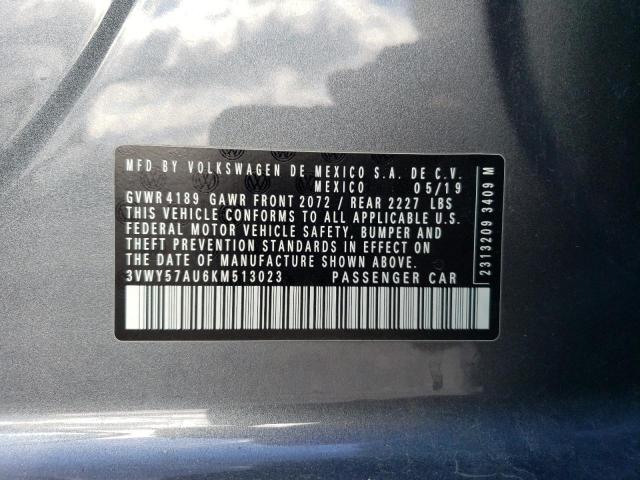 MFD BY VOLKSWAGEN DE MEXICO S.A. DE C.V.
MEXICO 05/19
GVWR 4189 GAWR FRONT 2072 / REAR 2227 LBS
THIS VEHICLE CONFORMS TO ALL APPLICABLE U.S.
FEDERAL MOTOR VEHICLE SAFETY, BUMPER AND
THEFT PREVENTION STANDARDS IN EFFECT ON
THE DATE OF MANUFACTURE SHOWN ABOVE.
3VWY57AU6KM513023 PASSENGER CAR
2313209 3409 M